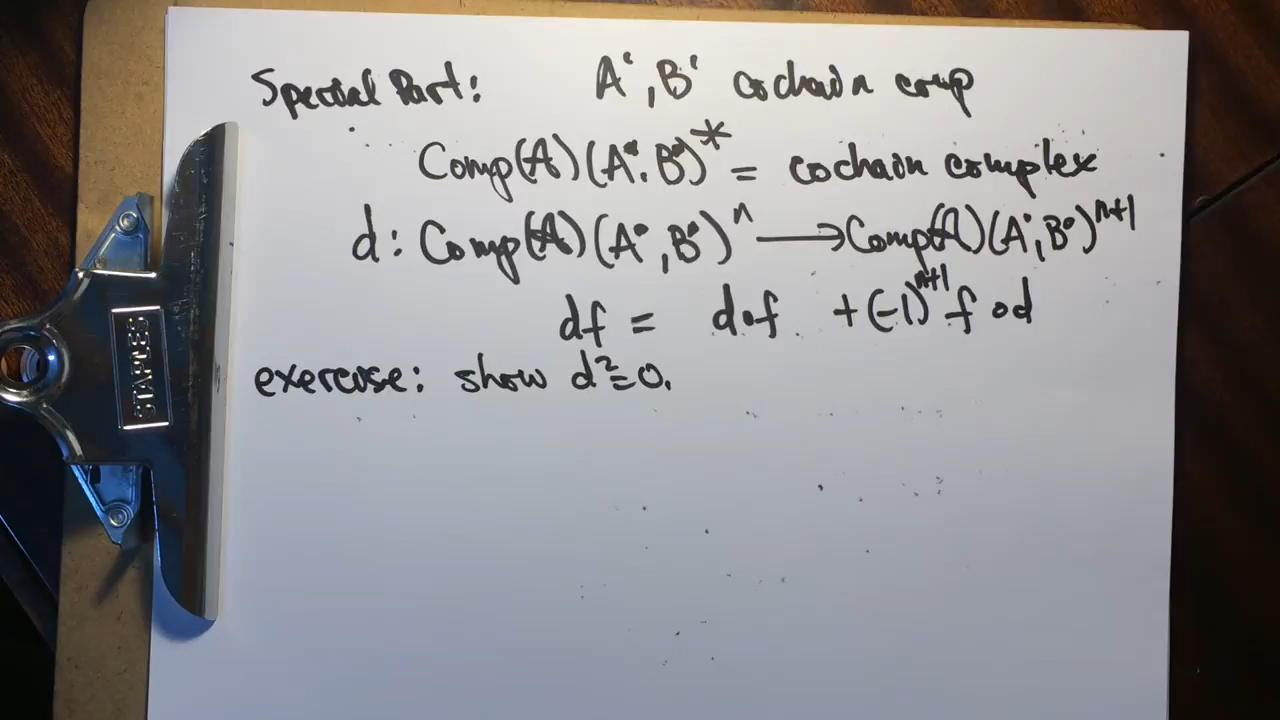 Special Part: A•, B• cochain comp
Comp(A)(A•, B•)* = cochain complex
d: Comp(A)(A•, B•)ⁿ ⟶ Comp(A)(A•, B•)ⁿ⁺¹
df = d∘f + (-1)ⁿ⁺¹ f∘d
exercise: show d²=0.
STAPLES